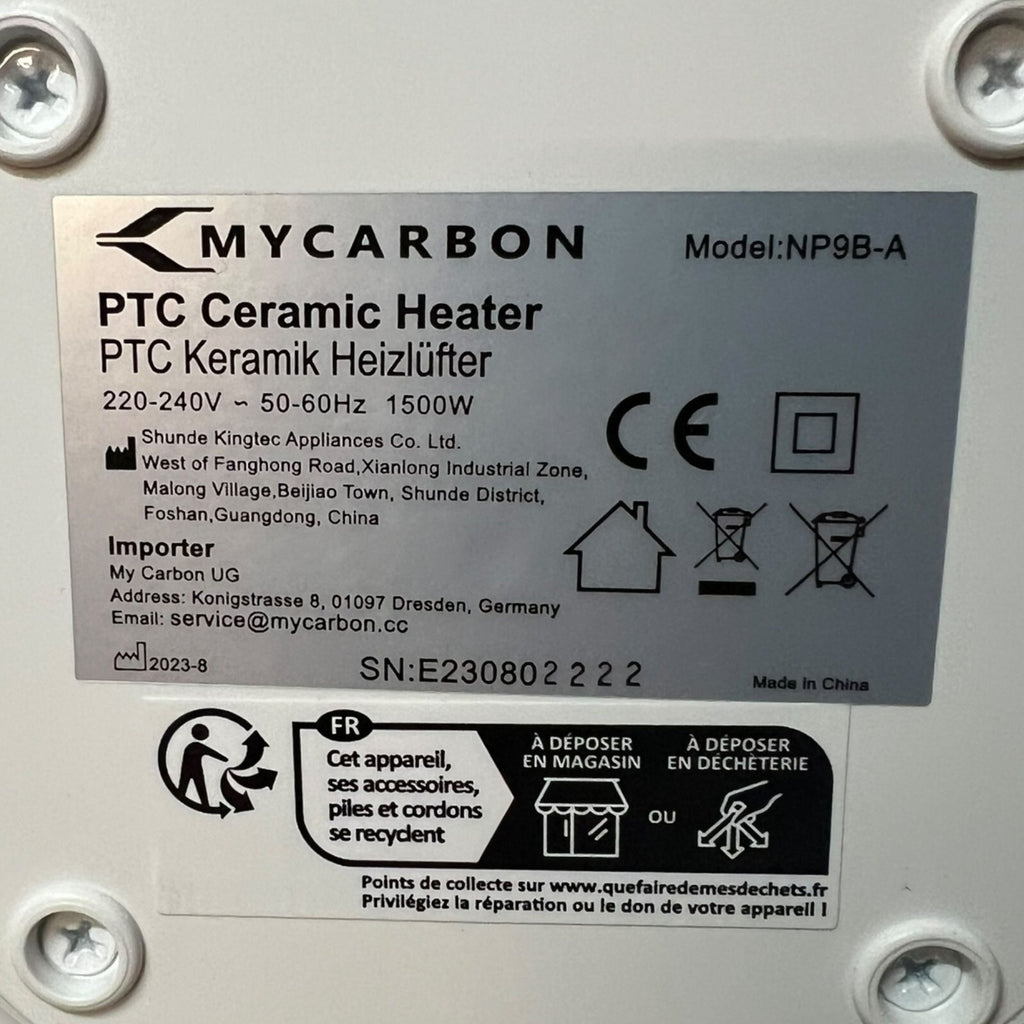 MYCARBON
Model:NP9B-A
PTC Ceramic Heater
PTC Keramik Heizlüfter
220-240V ~ 50-60Hz 1500W
Shunde Kingtec Appliances Co. Ltd.
West of Fanghong Road,Xianlong Industrial Zone,
Malong Village,Beijiao Town, Shunde District,
Foshan,Guangdong, China
CE
Importer
My Carbon UG
Address: Konigstrasse 8, 01097 Dresden, Germany
Email: service@mycarbon.cc
2023-8
SN:E230802222
Made in China
FR
Cet appareil,
ses accessoires,
piles et cordons
se recyclent
À DÉPOSER
EN MAGASIN
OU
À DÉPOSER
EN DÉCHÈTERIE
Points de collecte sur www.quefairedemesdechets.fr
Privilégiez la réparation ou le don de votre appareil !